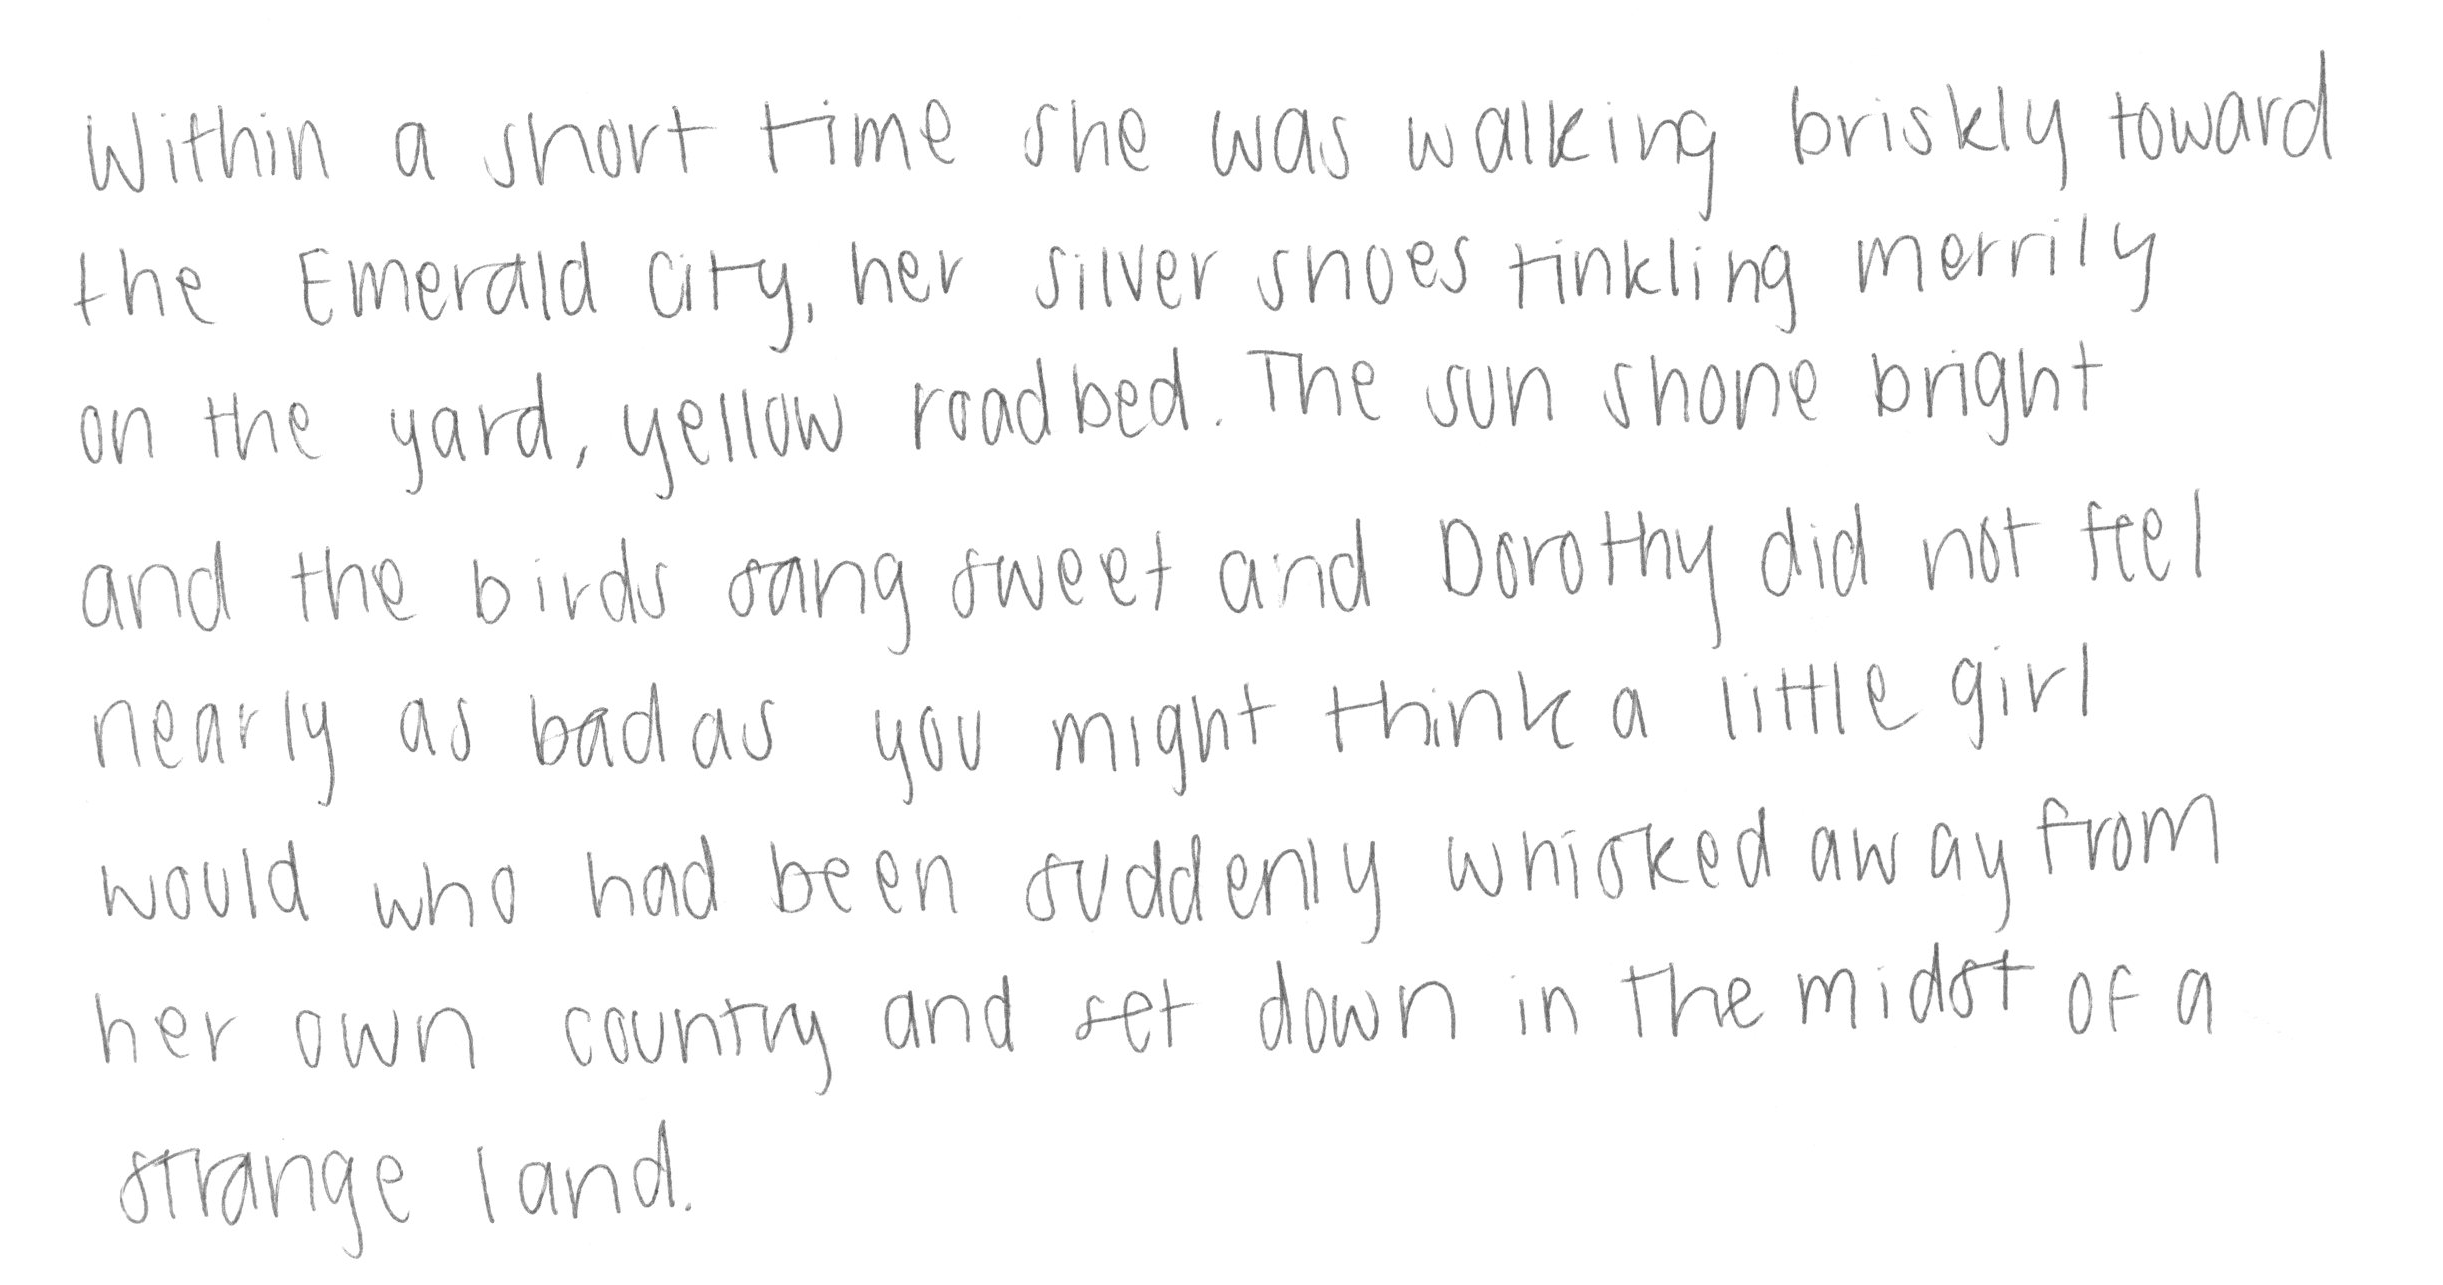 Within a short time she was walking briskly toward
the Emerald City, her silver shoes tinkling merrily
on the yard, yellow roadbed. The sun shone bright
and the birds sang sweet and Dorothy did not feel
nearly as bad as you might think a little girl
would who had been suddenly whisked away from
her own country and set down in the midst of a
strange land.